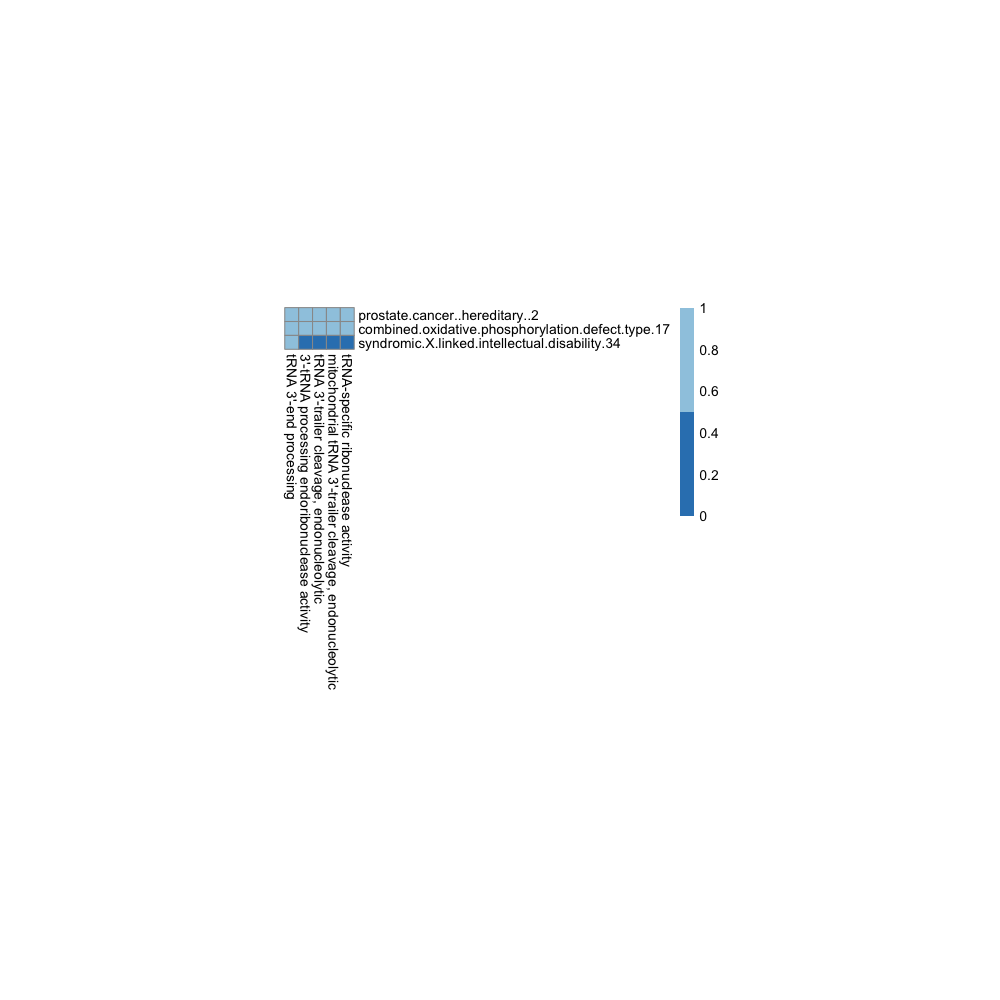 prostate.cancer..hereditary..2
combined.oxidative.phosphorylation.defect.type.17
syndromic.X.linked.intellectual.disability.34
tRNA 3'-end processing
3'-tRNA processing endoribonuclease activity
tRNA 3'-trailer cleavage, endonucleolytic
mitochondrial tRNA 3'-trailer cleavage, endonucleolytic
tRNA-specific ribonuclease activity
1
0.8
0.6
0.4
0.2
0